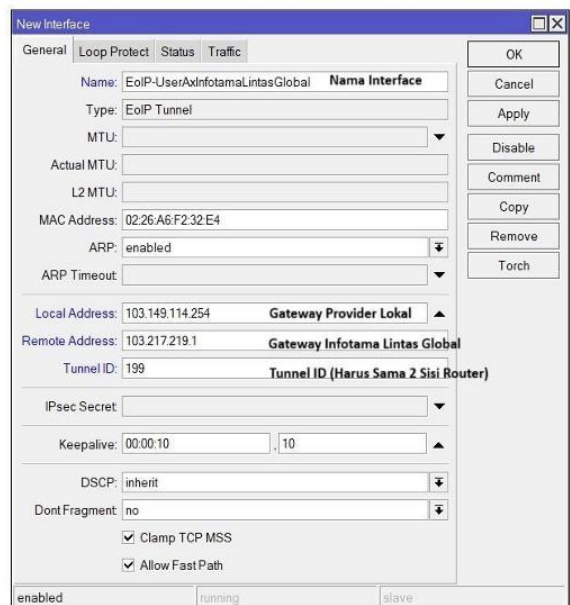 New Interface
General Loop Protect Status Traffic
OK
Name: EoIP-UserAxInfotamaLintasGlobal Nama Interface
Cancel
Type: EoIP Tunnel
Apply
MTU:
Disable
Actual MTU:
Comment
L2 MTU:
Copy
MAC Address: 02:26:A6:F2:32:E4
Remove
ARP: enabled
Torch
ARP Timeout:
Local Address: 103.149.114.254 Gateway Provider Lokal
Remote Address: 103.217.219.1 Gateway Infotama Lintas Global
Tunnel ID: 199 Tunnel ID (Harus Sama 2 Sisi Router)
IPsec Secret:
Keepalive: 00:00:10 , 10
DSCP: inherit
Dont Fragment: no
Clamp TCP MSS
Allow Fast Path
enabled running slave